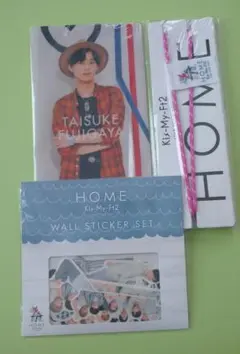 TAISUKE
FUJIGAYA
Kis-My-Ft2
HOME
HOME
Kis-My-Ft2
WALL STICKER SET